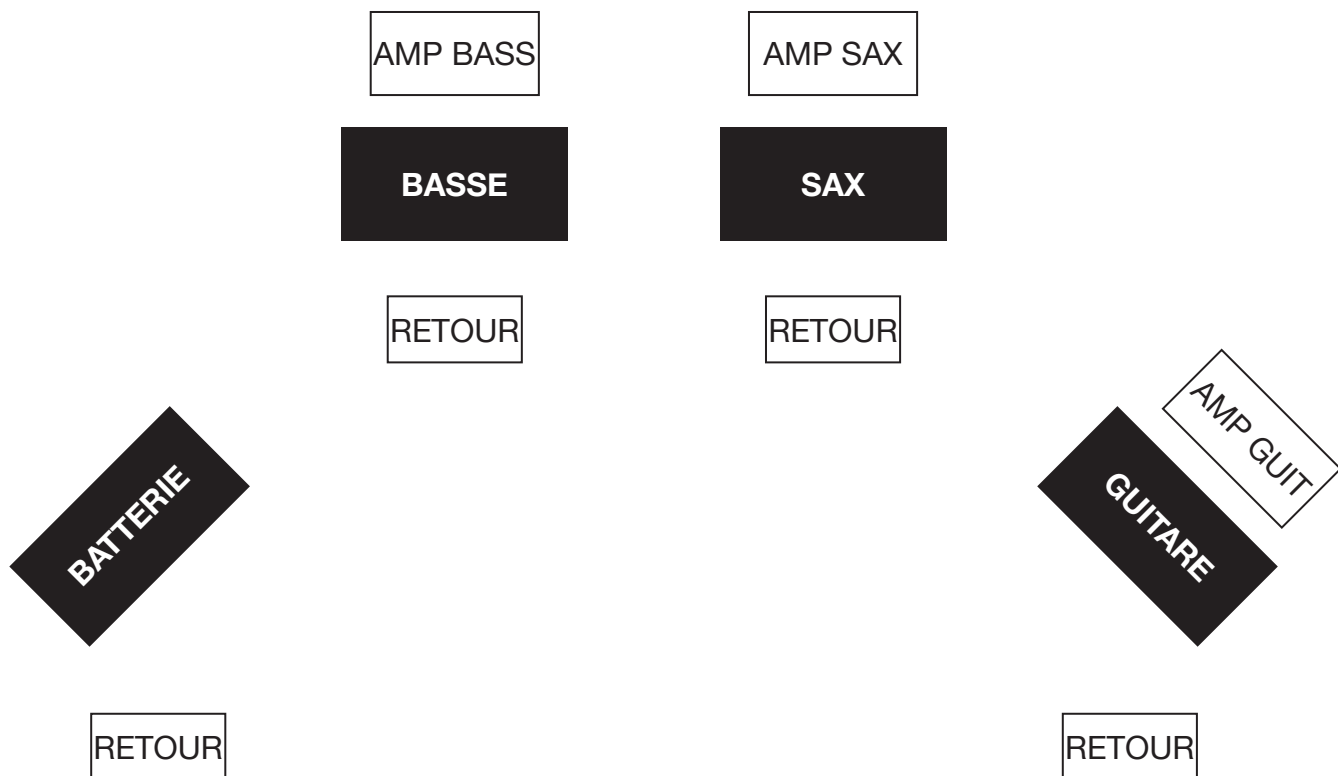 AMP BASS
AMP SAX
BASSE
SAX
RETOUR
RETOUR
AMP GUIT
BATTERIE
GUITARE
RETOUR
RETOUR